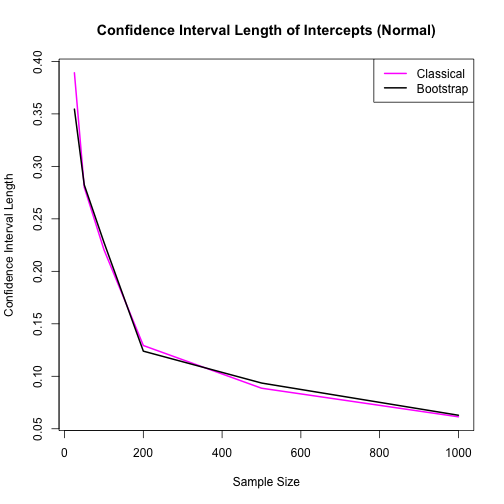 Confidence Interval Length of Intercepts (Normal)
Classical
Bootstrap
Confidence Interval Length
0.40
0.35
0.30
0.25
0.20
0.15
0.10
0.05
0 200 400 600 800 1000
Sample Size